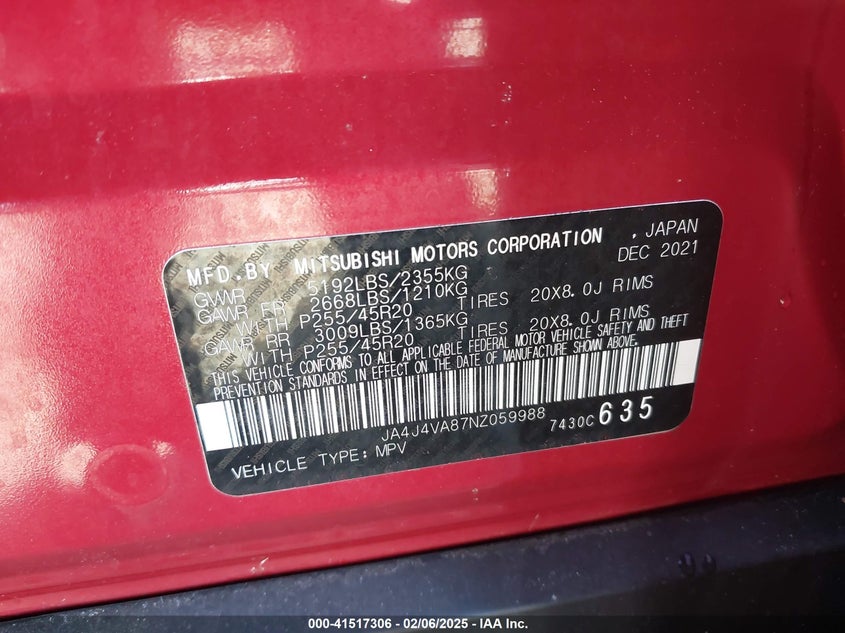 MFD.BY MITSUBISHI MOTORS CORPORATION , JAPAN
GVWR 5192LBS/2355KG DEC 2021
GAWR FR 2668LBS/1210KG
WITH P255/45R20 TIRES 20X8.0J RIMS
GAWR RR 3009LBS/1365KG
WITH P255/45R20 TIRES 20X8.0J RIMS
THIS VEHICLE CONFORMS TO ALL APPLICABLE FEDERAL MOTOR VEHICLE SAFETY AND THEFT
PREVENTION STANDARDS IN EFFECT ON THE DATE OF MANUFACTURE SHOWN ABOVE.
JA4J4VA87NZ059988 7430C 635
VEHICLE TYPE: MPV
000-41517306 - 02/06/2025 - © IAA, Inc.